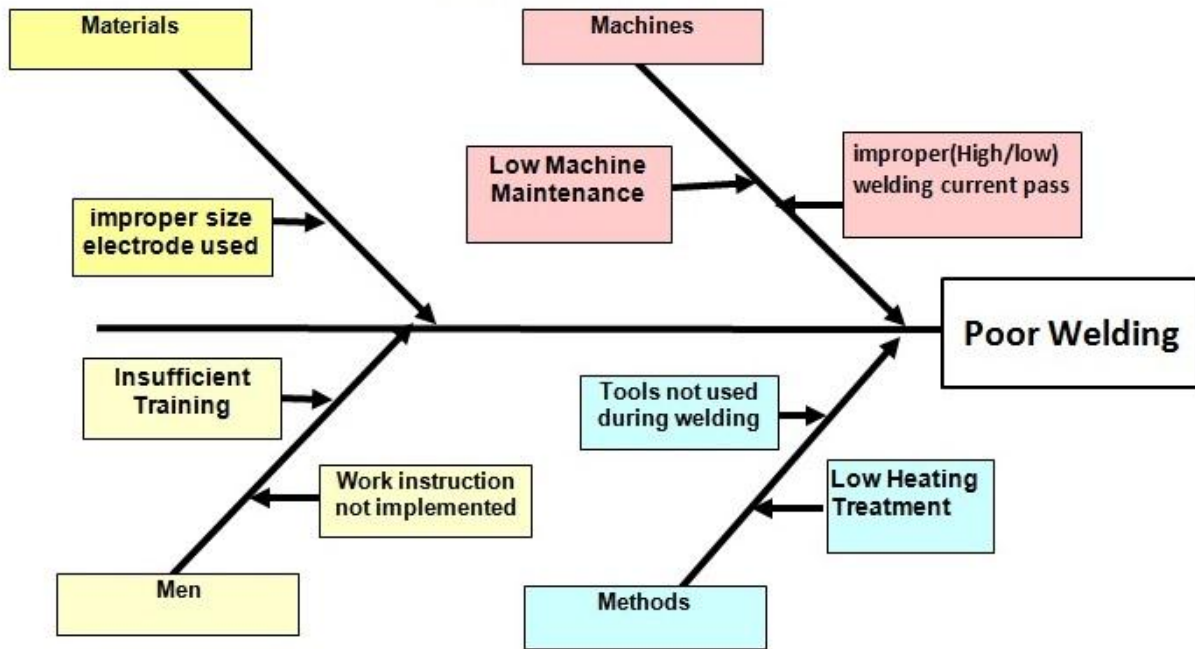 Materials
Machines
Low Machine
Maintenance
improper(High/low)
welding current pass
improper size
electrode used
Poor Welding
Insufficient
Training
Tools not used
during welding
Work instruction
not implemented
Low Heating
Treatment
Men
Methods